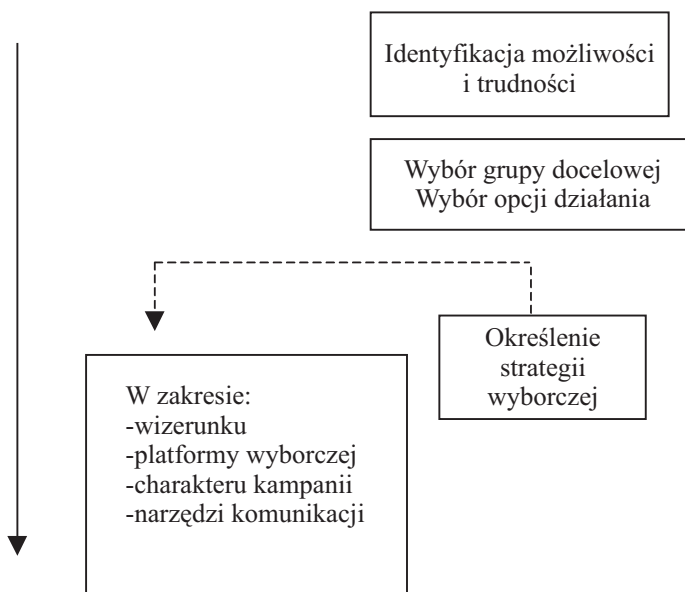 Identyfikacja możliwości
i trudności
Wybór grupy docelowej
Wybór opcji działania
Określenie
strategii
wyborczej
W zakresie:
-wizerunku
-platformy wyborczej
-charakteru kampanii
-narzędzi komunikacji